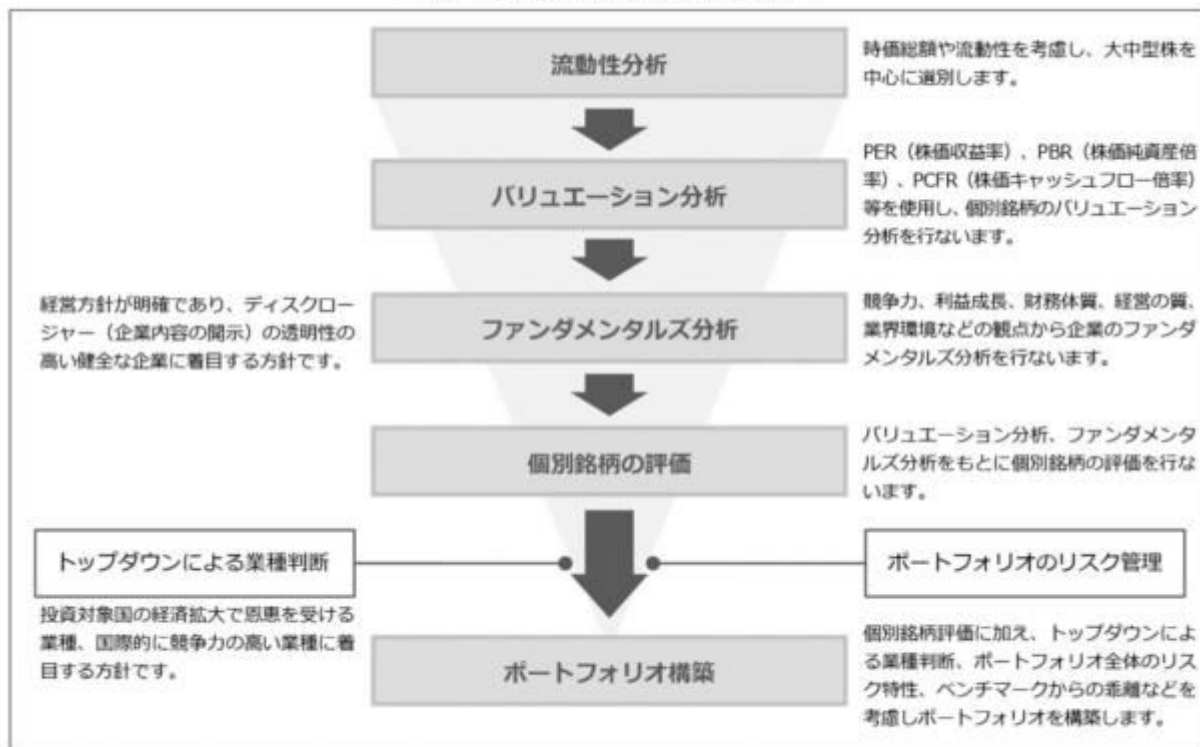 流動性分析
時価総額や流動性を考慮し、大中型株を
中心に選別します。
バリュエーション分析
PER（株価収益率）、PBR（株価純資産倍
率）、PCFR（株価キャッシュフロー倍率）
等を使用し、個別銘柄のバリュエーション
分析を行ないます。
経営方針が明確であり、ディスクロー
ジャー（企業内容の開示）の透明性の
高い健全な企業に着目する方針です。
ファンダメンタルズ分析
競争力、利益成長、財務体質、経営の質、
業界環境などの観点から企業のファンダ
メンタルズ分析を行ないます。
個別銘柄の評価
バリュエーション分析、ファンダメンタ
ルズ分析をもとに個別銘柄の評価を行な
います。
トップダウンによる業種判断
ポートフォリオのリスク管理
投資対象国の経済拡大で恩恵を受ける
業種、国際的に競争力の高い業種に着
目する方針です。
ポートフォリオ構築
個別銘柄評価に加え、トップダウンによ
る業種判断、ポートフォリオ全体のリス
ク特性、ベンチマークからの乖離などを
考慮しポートフォリオを構築します。